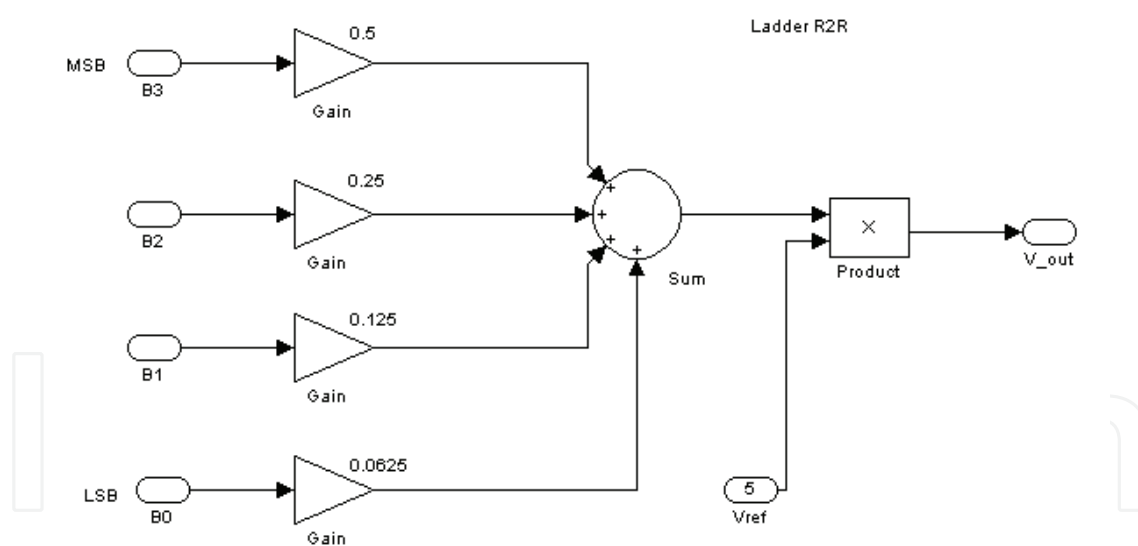 Ladder R2R
0.5
MSB
B3
Gain
0.25
B2
Gain
+
+
+
+
Sum
×
Product
V_out
0.125
B1
Gain
0.0625
LSB
B0
Gain
5
Vref